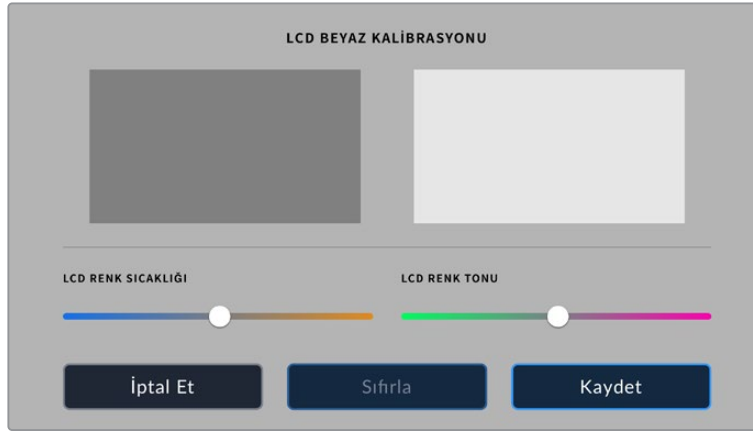 LCD BEYAZ KALİBRASYONU
LCD RENK SICAKLIĞI
LCD RENK TONU
İptal Et
Sıfırla
Kaydet